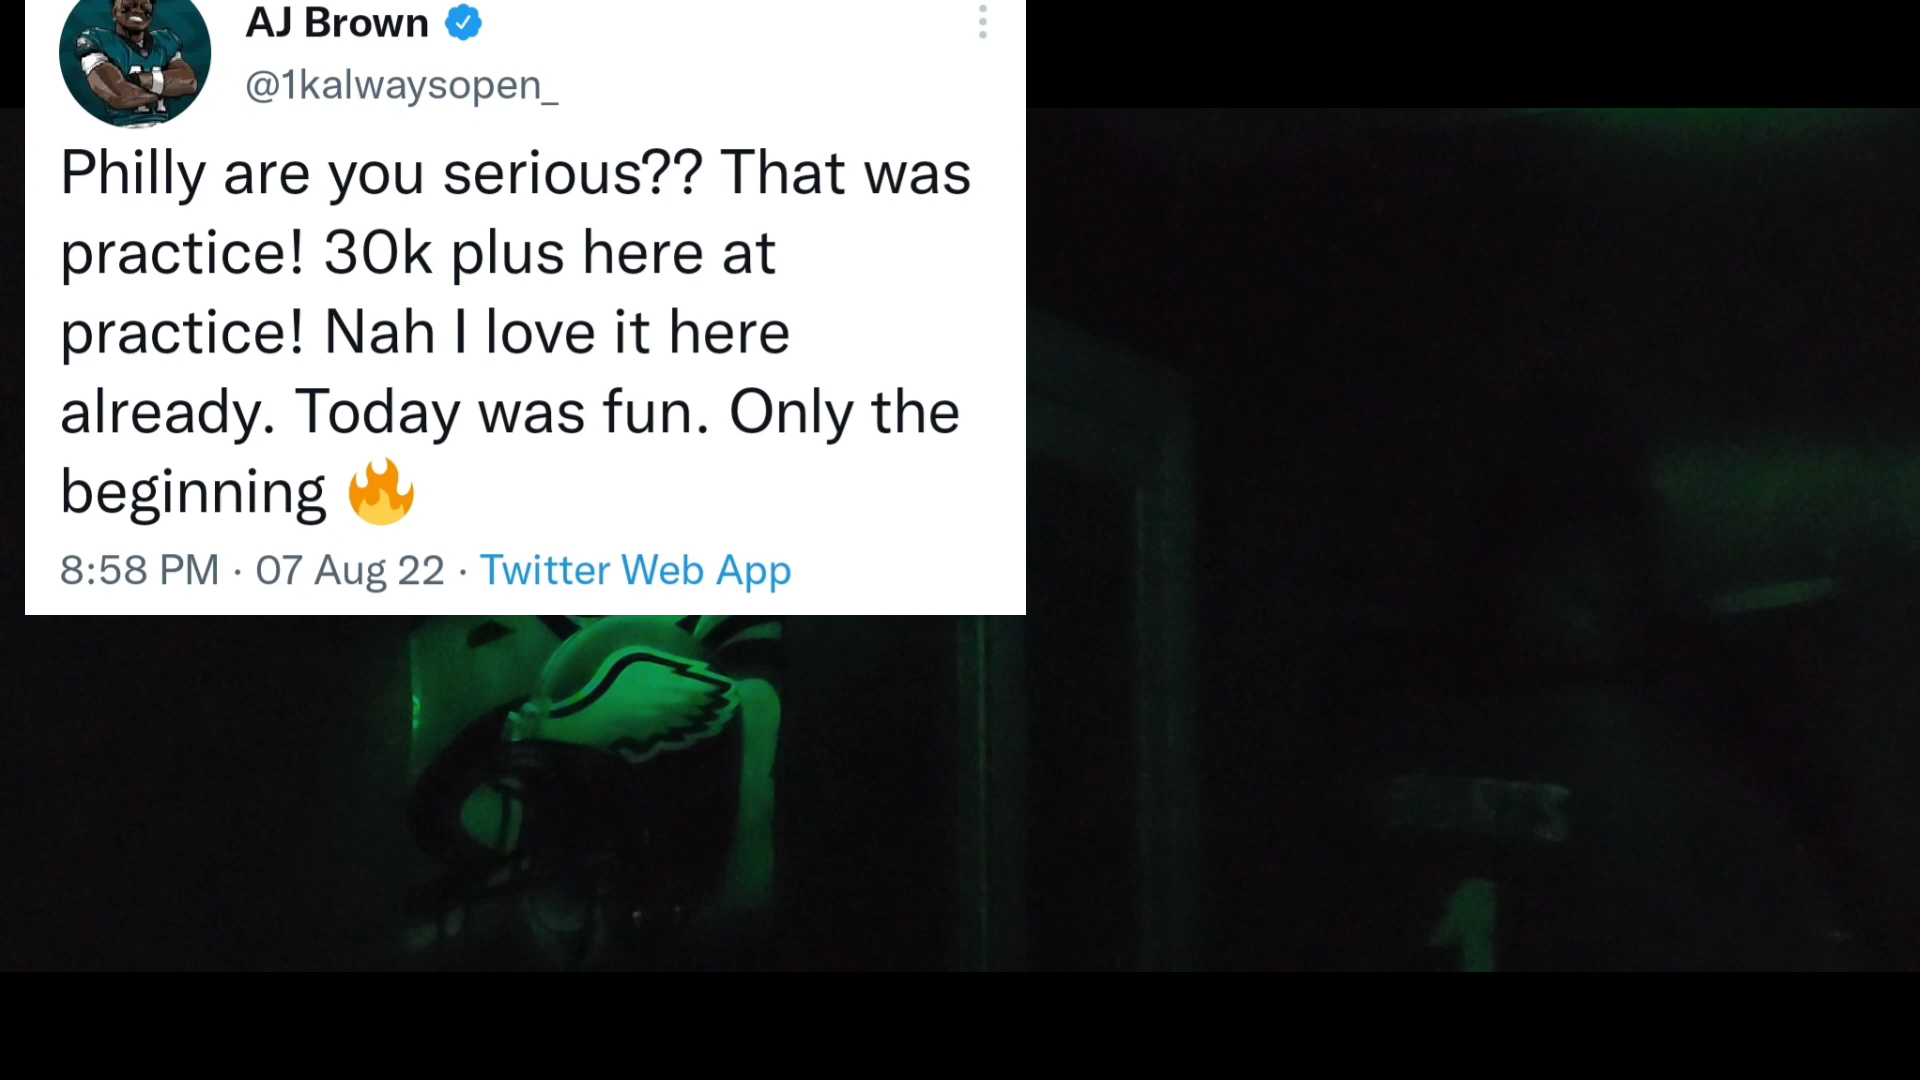 AJ Brown
@1kalwaysopen_
Philly are you serious?? That was
practice! 30k plus here at
practice! Nah I love it here
already. Today was fun. Only the
beginning 🔥
8:58 PM · 07 Aug 22 · Twitter Web App
1